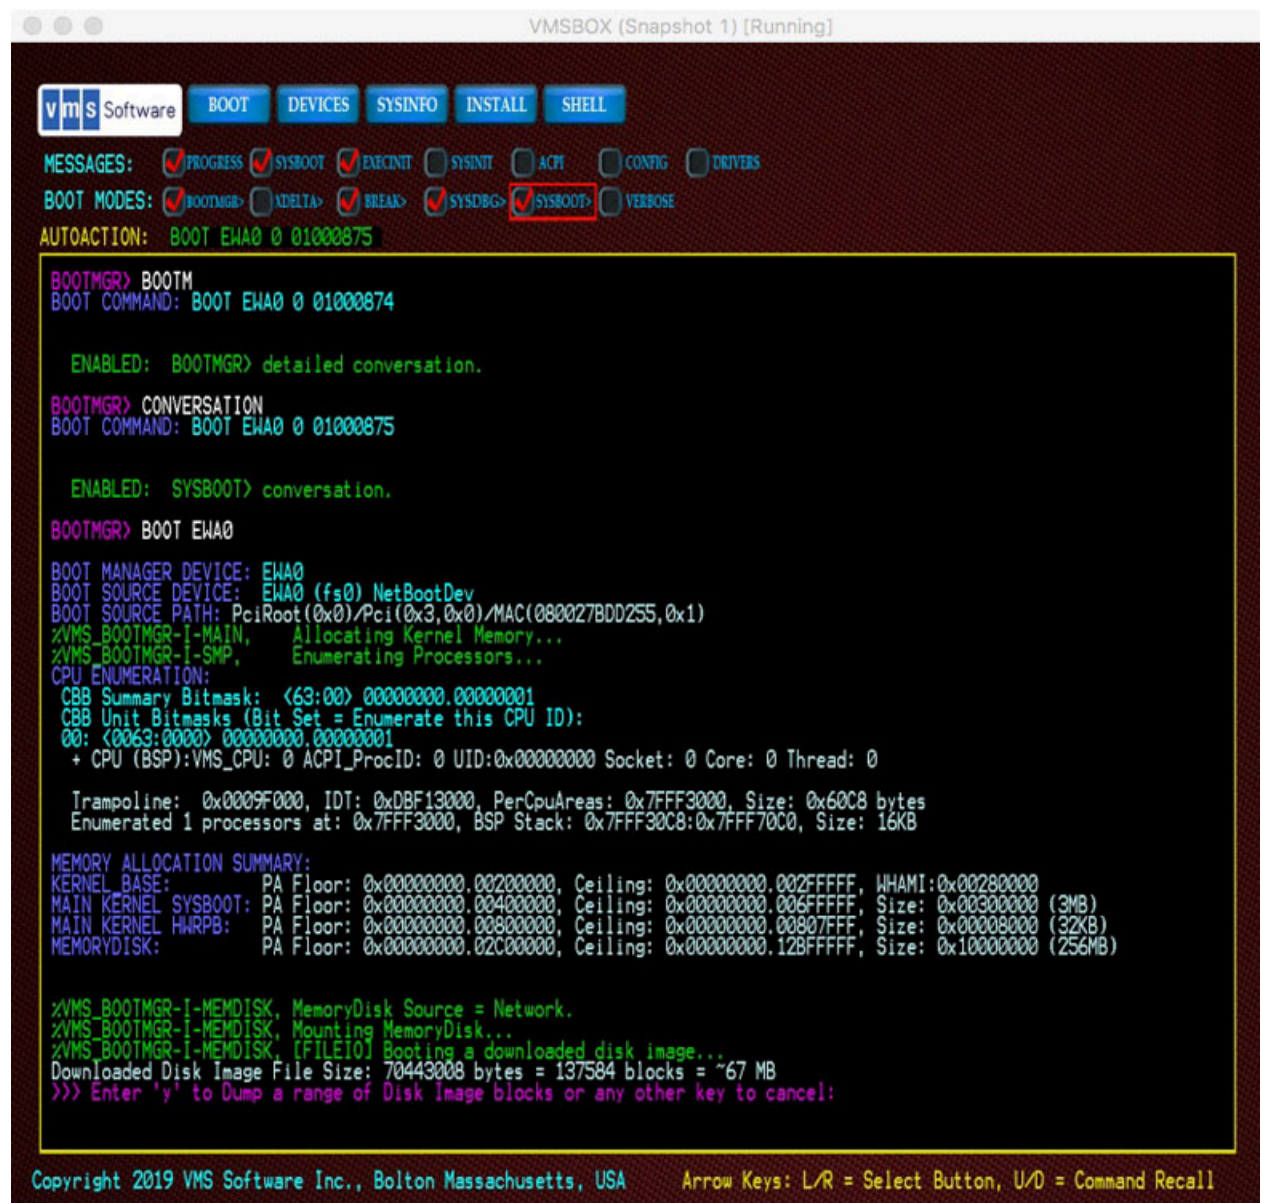 VMSBOX (Snapshot 1) [Running]
vms Software BOOT DEVICES SYSINFO INSTALL SHELL
MESSAGES: PROGRESS SYSBOOT EXECINIT SYSINIT ACPI CONFIG DRIVERS
BOOT MODES: BOOTMGR> XDELTA> BREAK> SYSDBG> SYSBOOT> VERBOSE
AUTOACTION: BOOT EWA0 0 01000875
BOOTMGR> BOOTM
BOOT COMMAND: BOOT EWA0 0 01000874
ENABLED: BOOTMGR> detailed conversation.
BOOTMGR> CONVERSATION
BOOT COMMAND: BOOT EWA0 0 01000875
ENABLED: SYSBOOT> conversation.
BOOTMGR> BOOT EWA0
BOOT MANAGER DEVICE: EWA0
BOOT SOURCE DEVICE: EWA0 (fs0) NetBootDev
BOOT SOURCE PATH: PciRoot(0x0)/Pci(0x3,0x0)/MAC(080027BDD255,0x1)
%VMS_BOOTMGR-I-MAIN, Allocating Kernel Memory...
%VMS_BOOTMGR-I-SMP, Enumerating Processors...
CPU ENUMERATION:
CBB Summary Bitmask: <63:00> 00000000.00000001
CBB Unit Bitmasks (Bit Set = Enumerate this CPU ID):
00: <0063:0000> 00000000.00000001
+ CPU (BSP):VMS_CPU: 0 ACPI_ProcID: 0 UID:0x00000000 Socket: 0 Core: 0 Thread: 0
Trampoline: 0x0009F000, IDT: 0xDBF13000, PerCpuAreas: 0x7FFF3000, Size: 0x60C8 bytes
Enumerated 1 processors at: 0x7FFF3000, BSP Stack: 0x7FFF30C8:0x7FFF70C0, Size: 16KB
MEMORY ALLOCATION SUMMARY:
KERNEL_BASE: PA Floor: 0x00000000.00200000, Ceiling: 0x00000000.002FFFFF, WHAMI:0x00280000
MAIN KERNEL SYSBOOT: PA Floor: 0x00000000.00400000, Ceiling: 0x00000000.006FFFFF, Size: 0x00300000 (3MB)
MAIN KERNEL HWRPB: PA Floor: 0x00000000.00800000, Ceiling: 0x00000000.00807FFF, Size: 0x00008000 (32KB)
MEMORYDISK: PA Floor: 0x00000000.02C00000, Ceiling: 0x00000000.12BFFFFF, Size: 0x10000000 (256MB)
%VMS_BOOTMGR-I-MEMDISK, MemoryDisk Source = Network.
%VMS_BOOTMGR-I-MEMDISK, Mounting MemoryDisk...
%VMS_BOOTMGR-I-MEMDISK, [FILEIO] Booting a downloaded disk image...
Downloaded Disk Image File Size: 70443008 bytes = 137584 blocks = ~67 MB
>>> Enter 'y' to Dump a range of Disk Image blocks or any other key to cancel:
Copyright 2019 VMS Software Inc., Bolton Massachusetts, USA Arrow Keys: L/R = Select Button, U/D = Command Recall